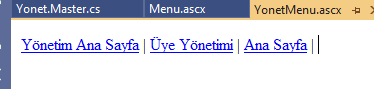 Yonet.Master.cs Menu.ascx YonetMenu.ascx
Yönetim Ana Sayfa | Üye Yönetimi | Ana Sayfa |